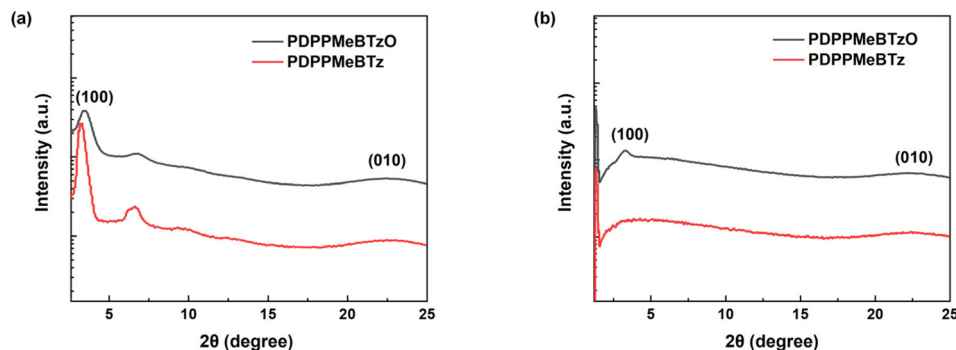 (a)
PDPPMeBTzO
PDPPMeBTz
(100)
(010)
Intensity (a.u.)
5
10
15
20
25
2θ (degree)
(b)
PDPPMeBTzO
PDPPMeBTz
(100)
(010)
Intensity (a.u.)
5
10
15
20
25
2θ (degree)